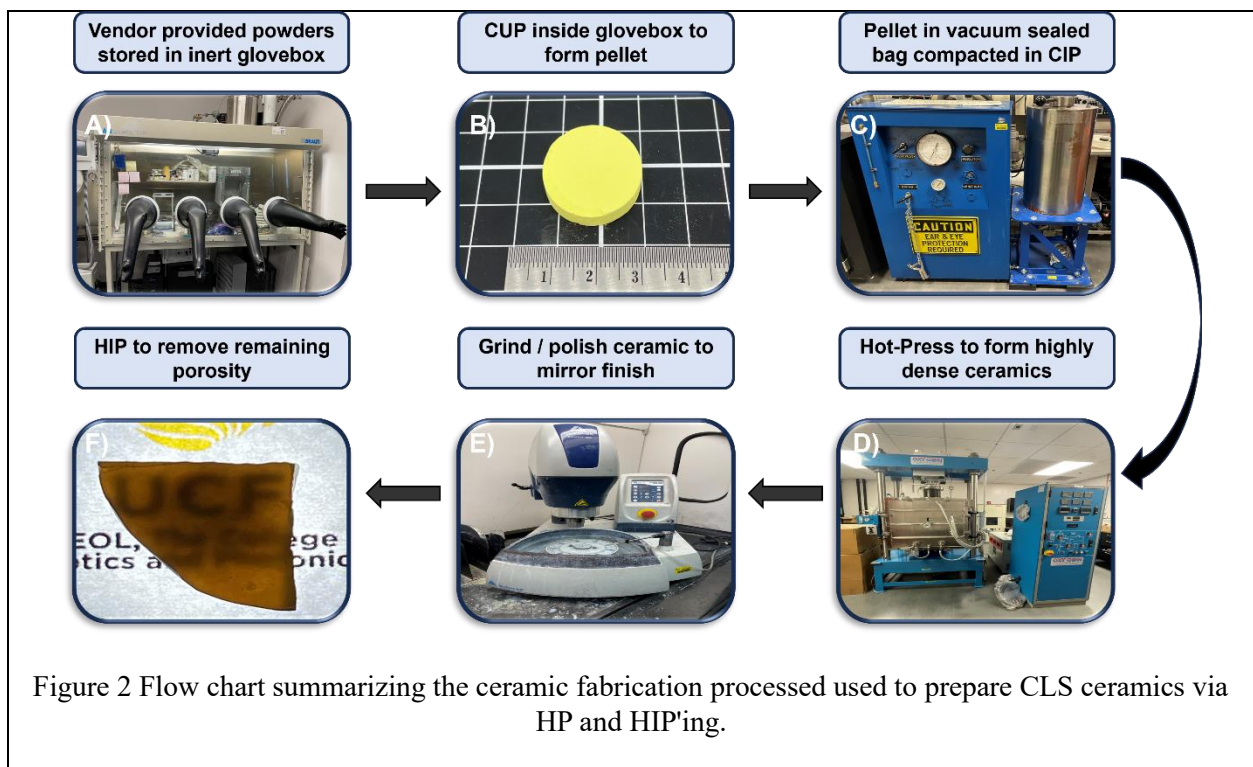 Vendor provided powders
stored in inert glovebox
CUP inside glovebox to
form pellet
Pellet in vacuum sealed
bag compacted in CIP
A)
B)
1 2 3 4
C)
CAUTION
EAR & EYE
PROTECTION
REQUIRED
HIP to remove remaining
porosity
Grind / polish ceramic to
mirror finish
Hot-Press to form highly
dense ceramics
F)
UCF
EOL,
ege
otics a
onic
E)
D)
Figure 2 Flow chart summarizing the ceramic fabrication processed used to prepare CLS ceramics via
HP and HIP'ing.